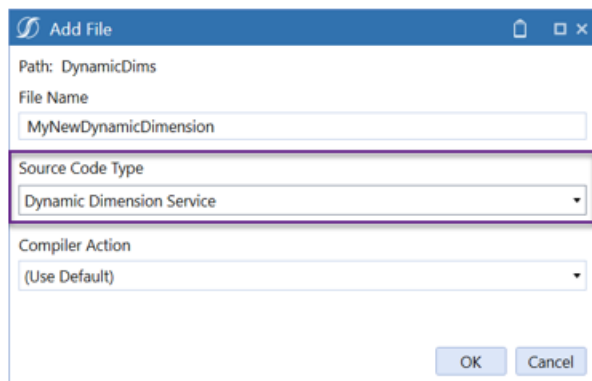 Add File
Path: DynamicDims
File Name
MyNewDynamicDimension
Source Code Type
Dynamic Dimension Service
Compiler Action
(Use Default)
OK Cancel